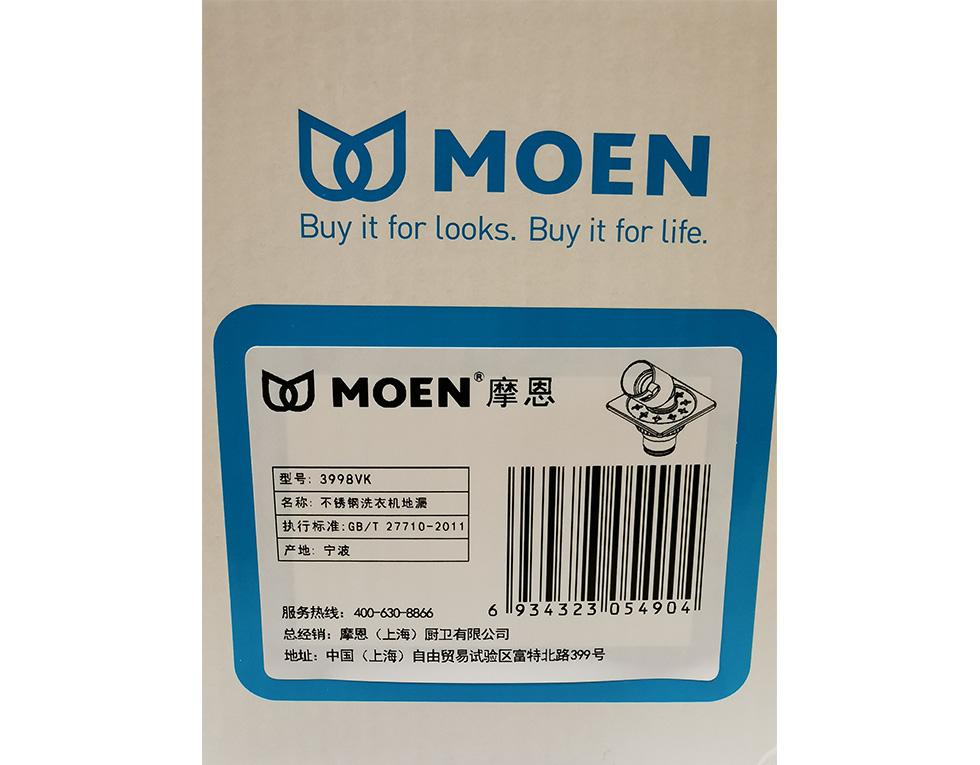 MOEN
Buy it for looks. Buy it for life.
MOEN®摩恩
型号: 3998VK
名称: 不锈钢洗衣机地漏
执行标准:GB/T 27710-2011
产地: 宁波
6 934323 054904
服务热线: 400-630-8866
总经销: 摩恩（上海）厨卫有限公司
地址: 中国（上海）自由贸易试验区富特北路399号